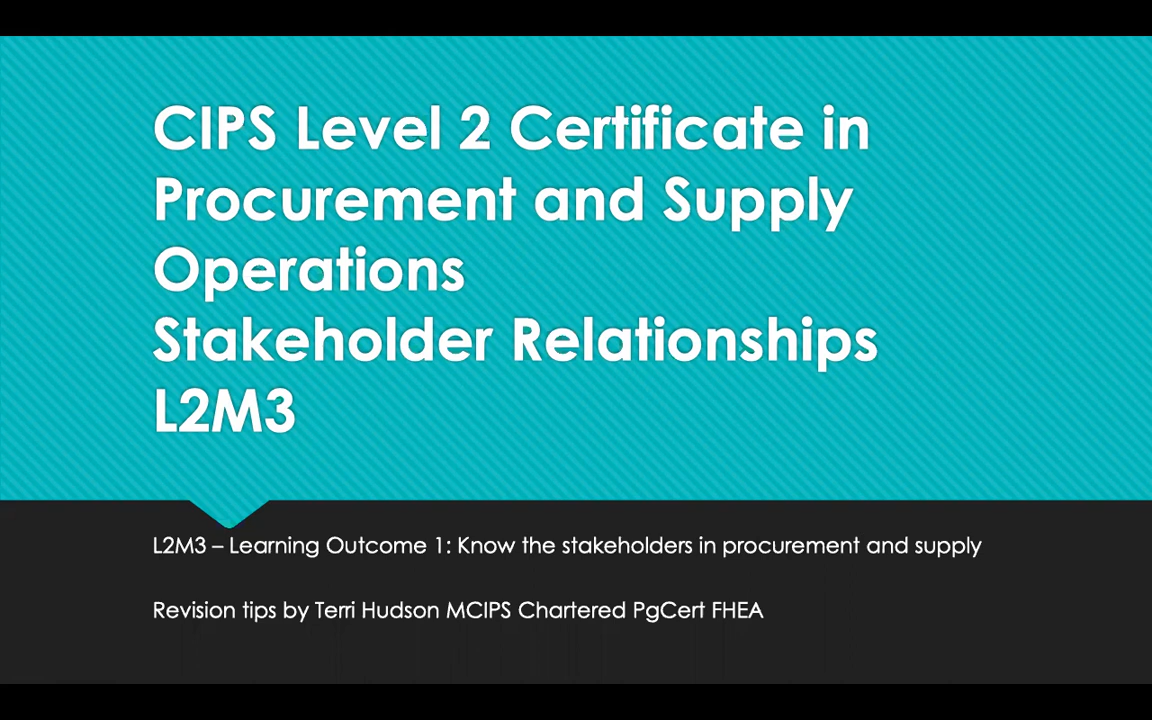 CIPS Level 2 Certificate in
Procurement and Supply
Operations
Stakeholder Relationships
L2M3
L2M3 – Learning Outcome 1: Know the stakeholders in procurement and supply
Revision tips by Terri Hudson MCIPS Chartered PgCert FHEA